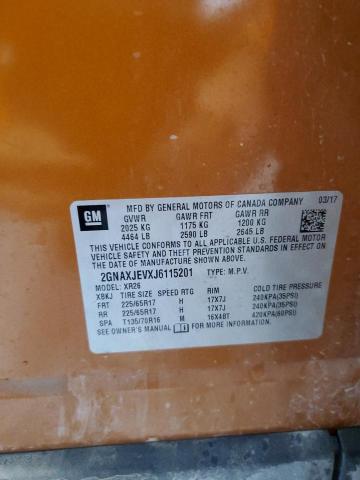 GM
MFD BY GENERAL MOTORS OF CANADA COMPANY 03/17
GVWR GAWR FRT GAWR RR
2025 KG 1175 KG 1200 KG
4464 LB 2590 LB 2645 LB
THIS VEHICLE CONFORMS TO ALL APPLICABLE U.S. FEDERAL MOTOR
VEHICLE SAFETY AND THEFT PREVENTION STANDARDS IN EFFECT ON THE
DATE OF MANUFACTURE SHOWN ABOVE.
2GNAXJEVXJ6115201 TYPE: M.P.V.
MODEL: XR26
XBKJ TIRE SIZE SPEED RTG RIM COLD TIRE PRESSURE
FRT 225/65R17 H 17X7J 240KPA(35PSI)
RR 225/65R17 H 17X7J 240KPA(35PSI)
SPA T135/70R16 M 16X4BT 420KPA(60PSI)
SEE OWNER'S MANUAL FOR ADDITIONAL INFORMATION.